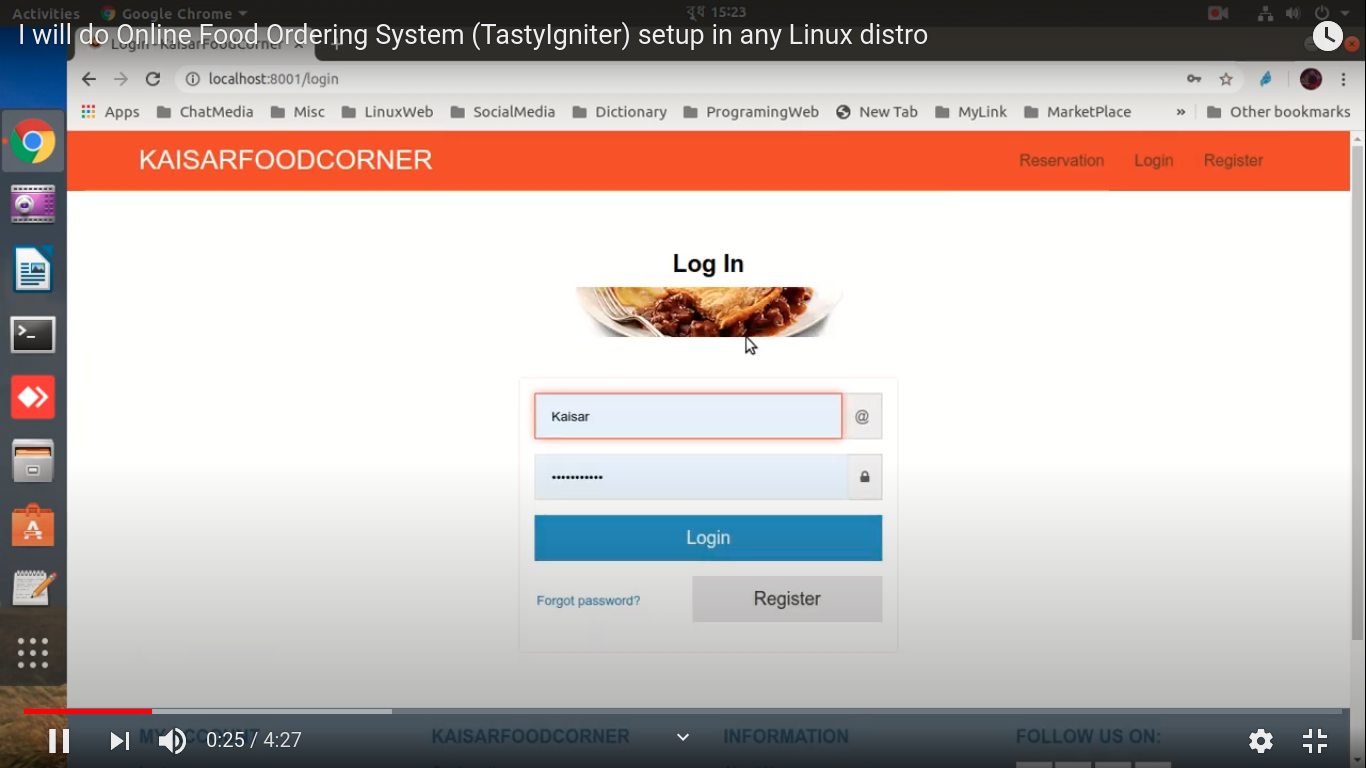 Activities Google Chrome বুধ 15:23
I will do Online Food Ordering System (TastyIgniter) setup in any Linux distro
Login - KaisarFoodCorner
localhost:8001/login
Apps ChatMedia Misc LinuxWeb SocialMedia Dictionary ProgramingWeb New Tab MyLink MarketPlace » Other bookmarks
KAISARFOODCORNER Reservation Login Register
Log In
Kaisar @
•••••••••••
Login
Forgot password? Register
KAISARFOODCORNER INFORMATION FOLLOW US ON:
0:25 / 4:27